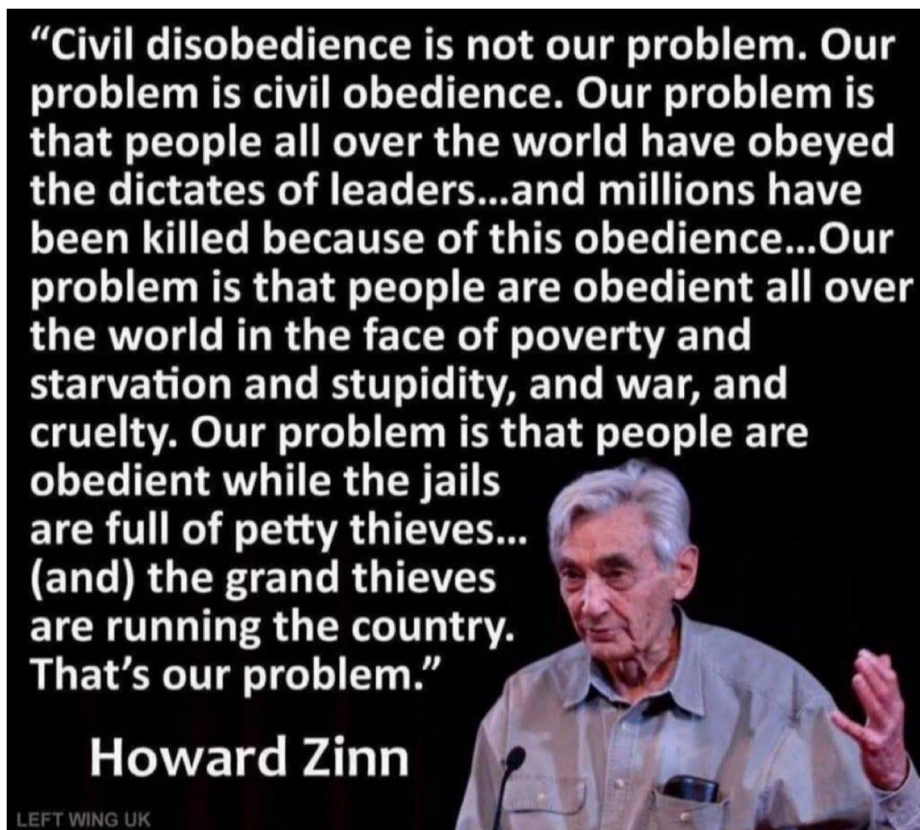 “Civil disobedience is not our problem. Our
problem is civil obedience. Our problem is
that people all over the world have obeyed
the dictates of leaders...and millions have
been killed because of this obedience...Our
problem is that people are obedient all over
the world in the face of poverty and
starvation and stupidity, and war, and
cruelty. Our problem is that people are
obedient while the jails
are full of petty thieves...
(and) the grand thieves
are running the country.
That’s our problem.”
Howard Zinn
LEFT WING UK